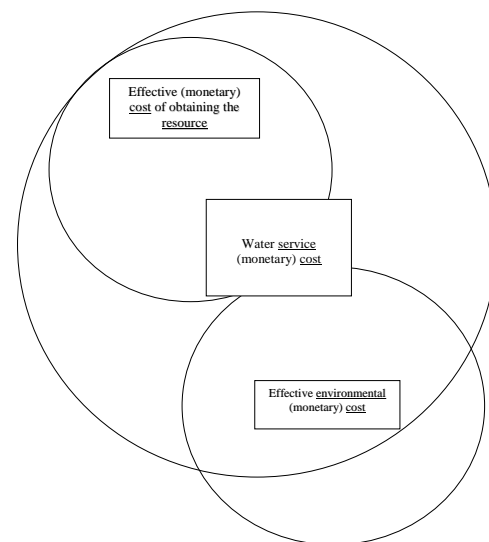 Effective (monetary)
cost of obtaining the
resource
Water service
(monetary) cost
Effective environmental
(monetary) cost